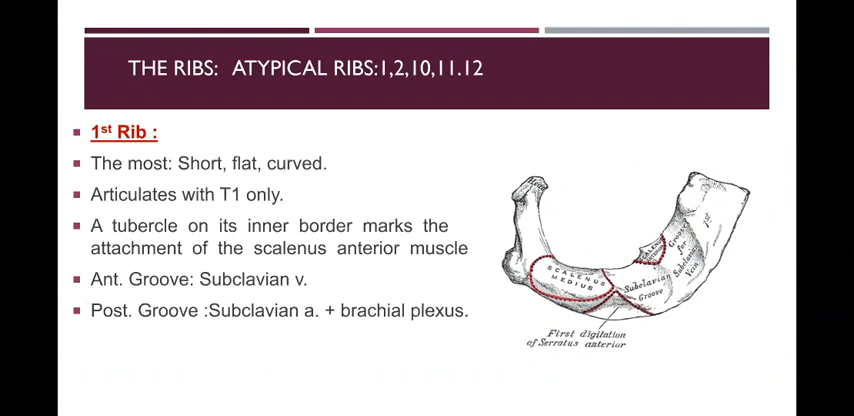 THE RIBS: ATYPICAL RIBS:1,2,10,11.12
1st Rib :
The most: Short, flat, curved.
Articulates with T1 only.
A tubercle on its inner border marks the
attachment of the scalenus anterior muscle
Ant. Groove: Subclavian v.
Post. Groove :Subclavian a. + brachial plexus.
SCALENUS
MEDIUS
SCALENUS
Groove
for
Subclavian
Vein
1st
Subclavian
Groove
First digitation
of Serratus anterior